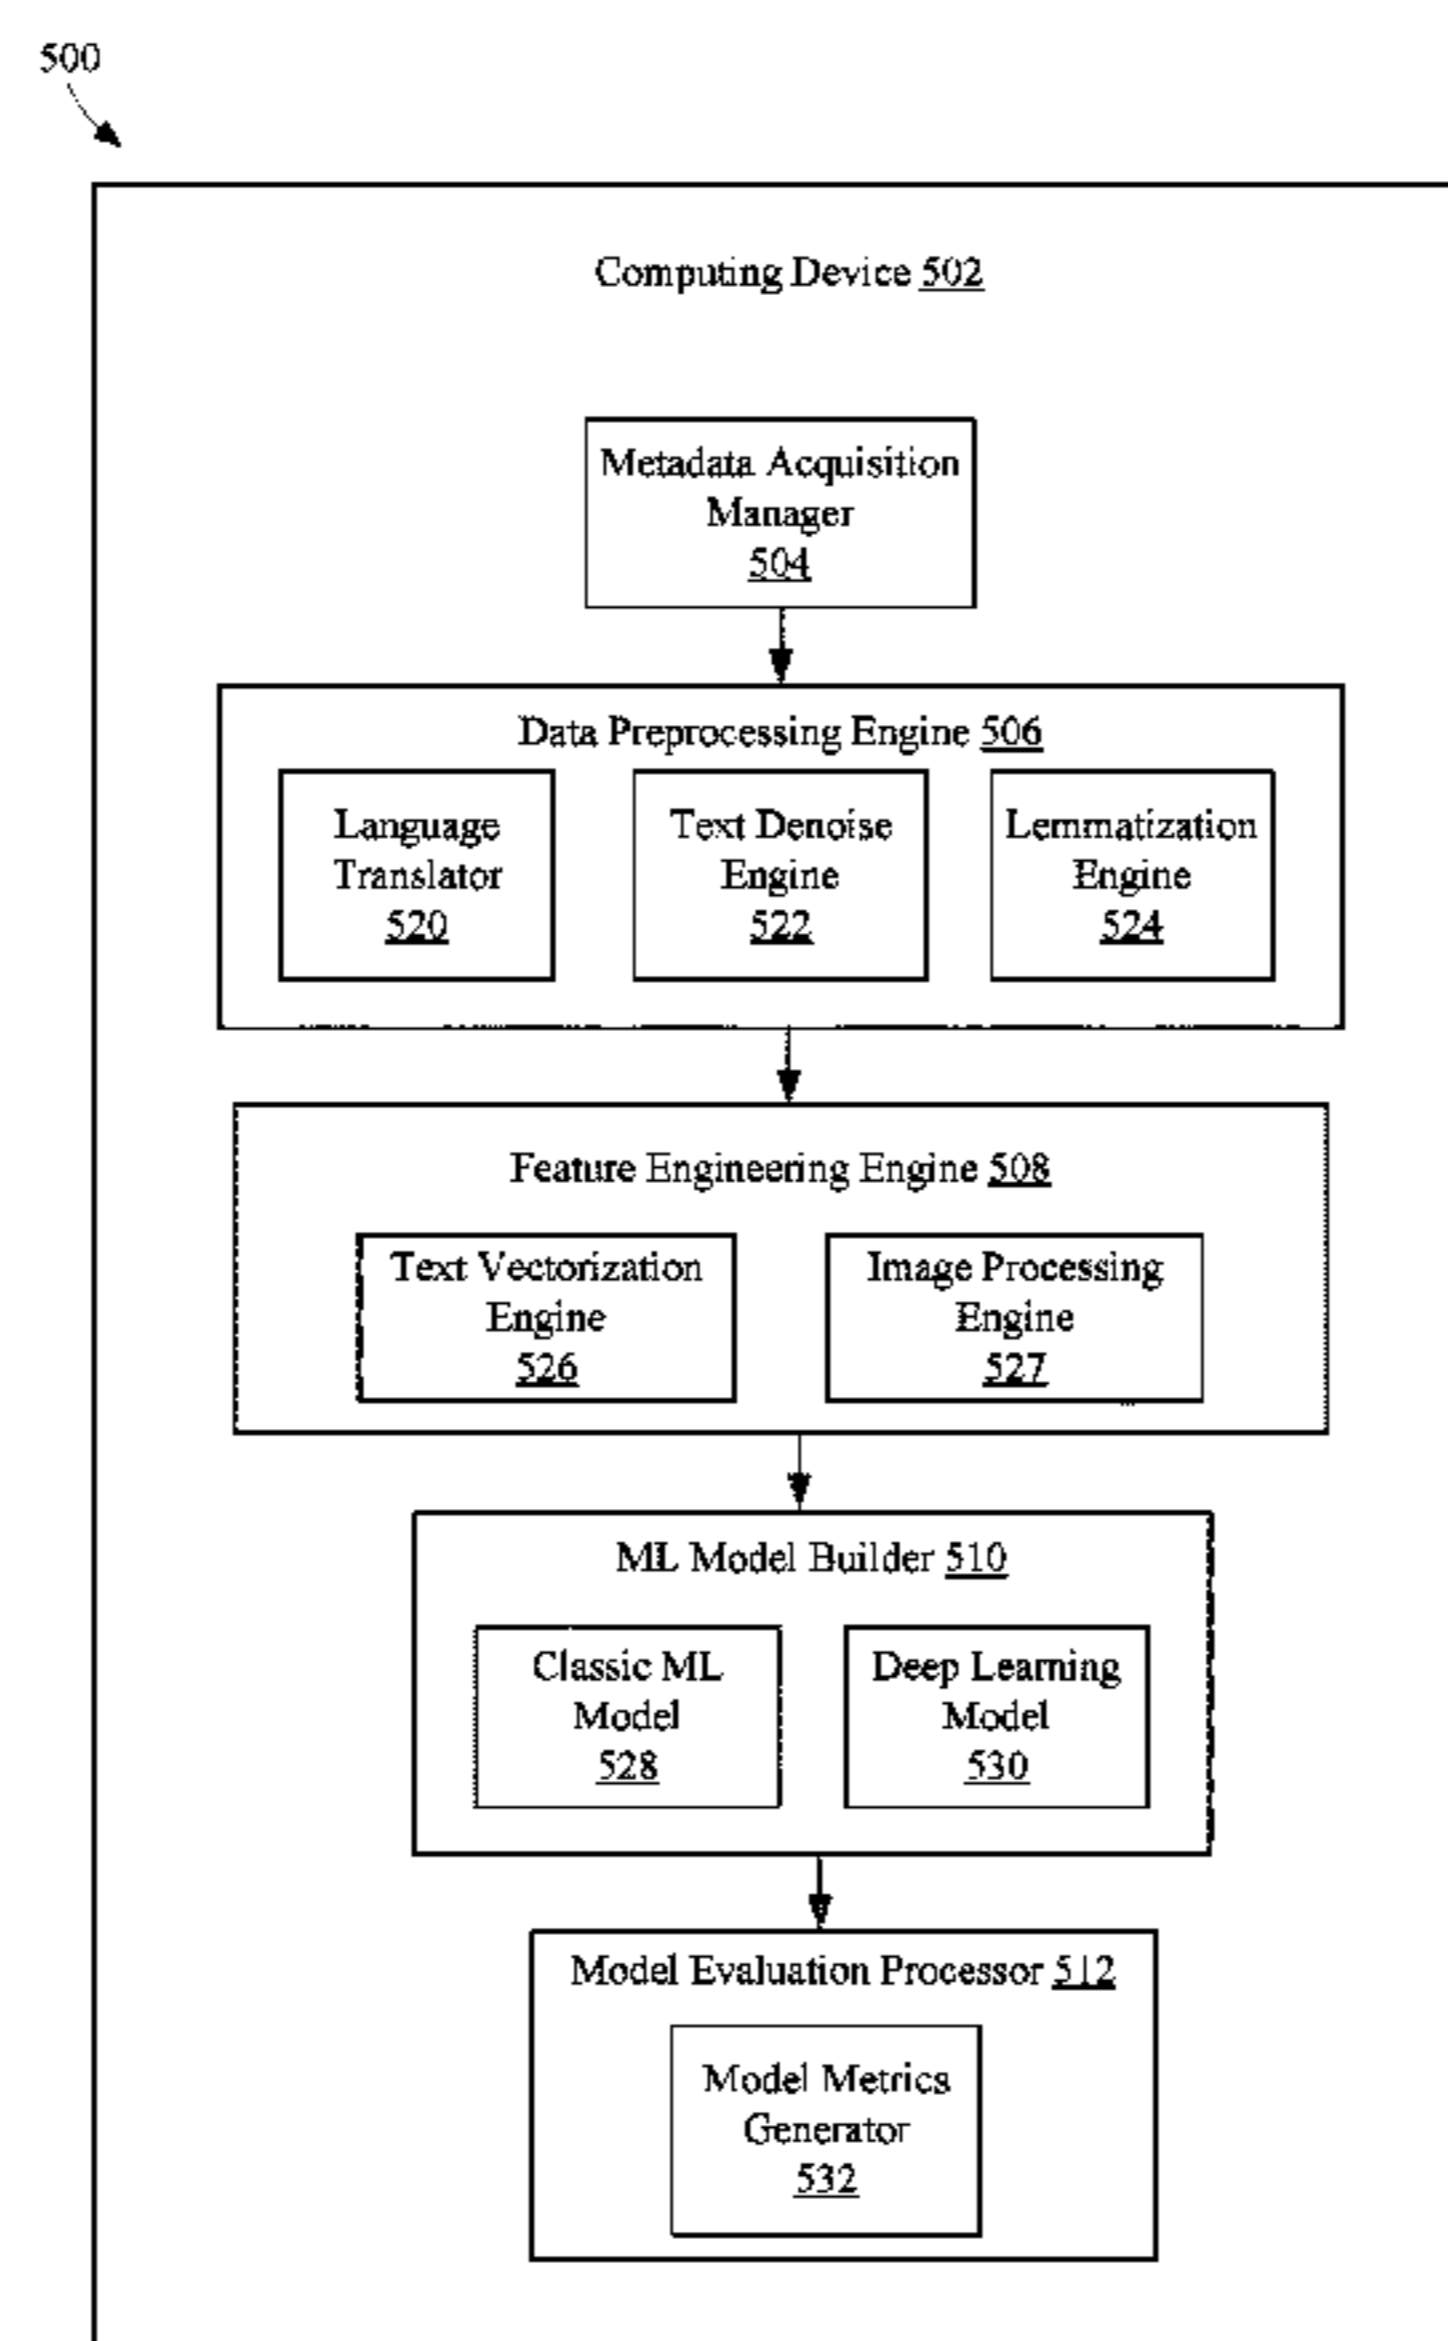 500
Computing Device 502
Metadata Acquisition
Manager
504
Data Preprocessing Engine 506
Language
Translator
520
Text Denoise
Engine
522
Lemmatization
Engine
524
Feature Engineering Engine 508
Text Vectorization
Engine
526
Image Processing
Engine
527
ML Model Builder 510
Classic ML
Model
528
Deep Learning
Model
530
Model Evaluation Processor 512
Model Metrics
Generator
532